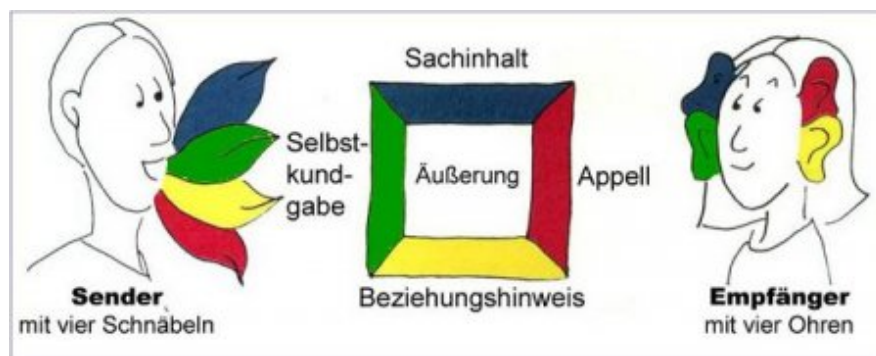 Sachinhalt
Selbst-
kund-
gabe
Äußerung
Appell
Beziehungshinweis
Sender
mit vier Schnäbeln
Empfänger
mit vier Ohren